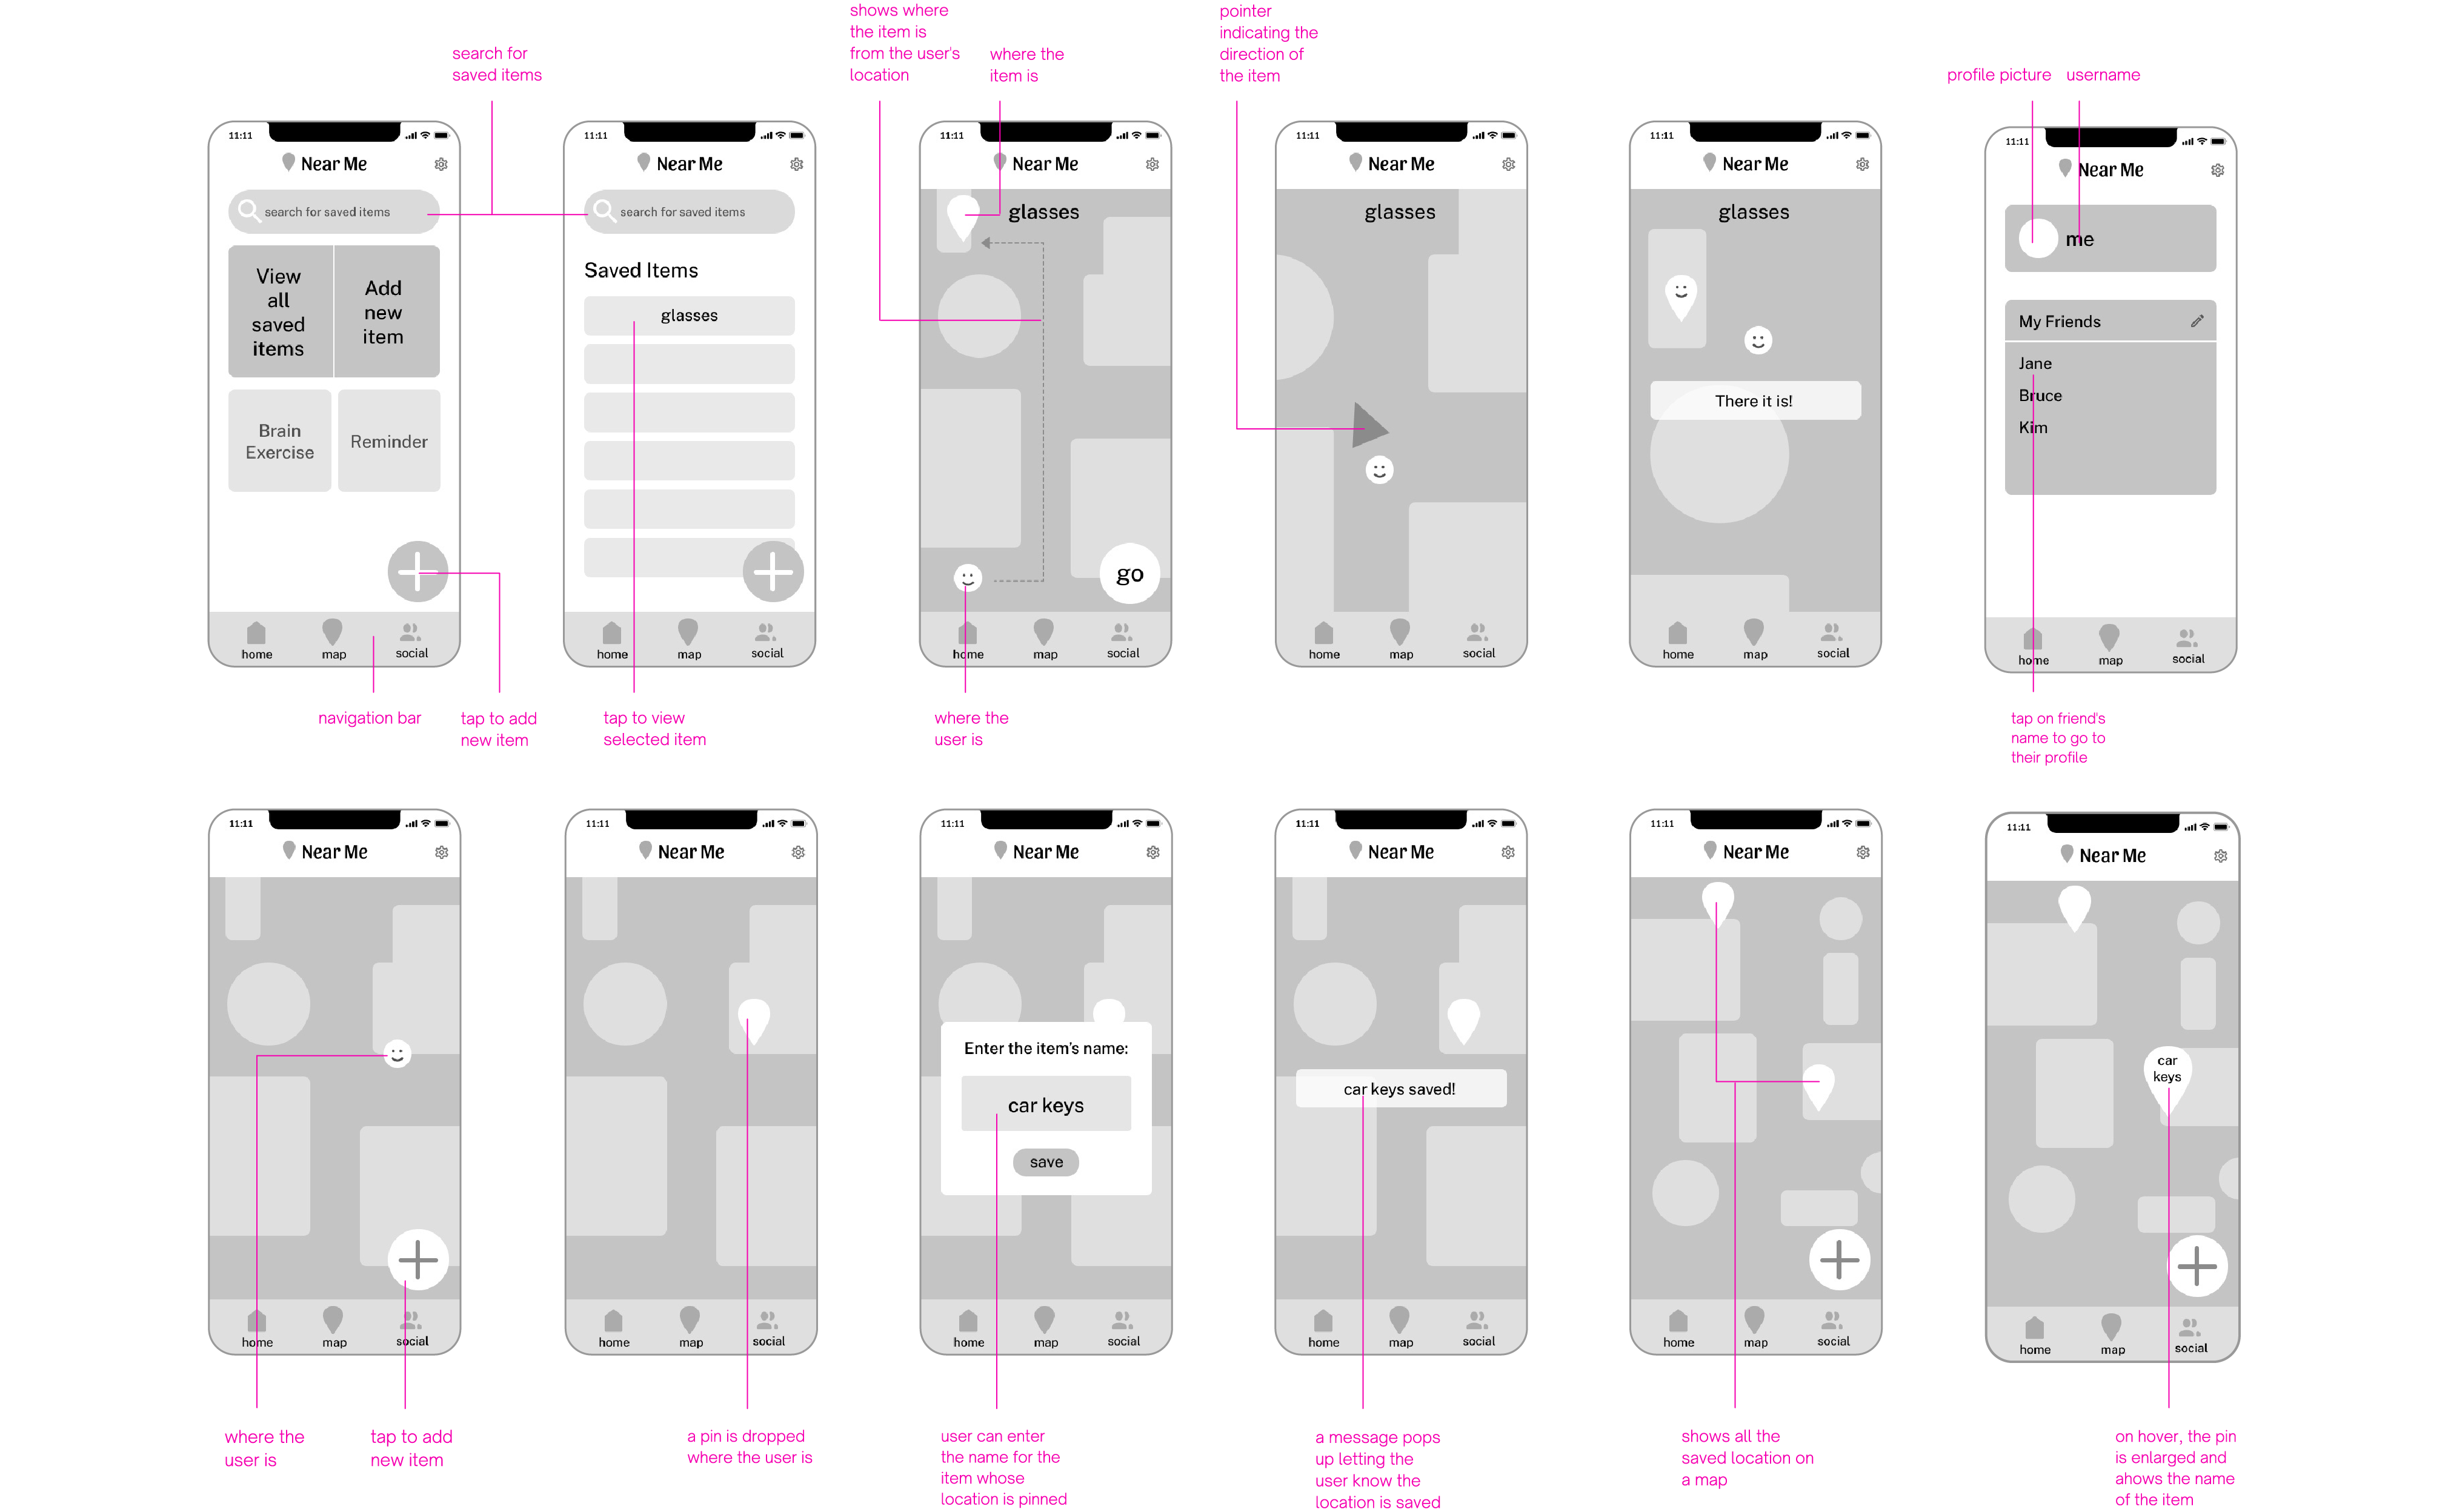 search for
saved items
shows where
the item is
from the user's
location
where the
item is
pointer
indicating the
direction of
the item
profile picture
username
11:11
Near Me
search for saved items
View
all
saved
items
Add
new
item
Brain
Exercise
Reminder
home
map
social
11:11
Near Me
search for saved items
Saved Items
glasses
home
map
social
11:11
Near Me
glasses
go
home
map
social
11:11
Near Me
glasses
home
map
social
11:11
Near Me
glasses
There it is!
home
map
social
11:11
Near Me
me
My Friends
Jane
Bruce
Kim
home
map
social
navigation bar
tap to add
new item
tap to view
selected item
where the
user is
tap on friend's
name to go to
their profile
11:11
Near Me
home
map
social
11:11
Near Me
home
map
social
11:11
Near Me
Enter the item's name:
car keys
save
home
map
social
11:11
Near Me
car keys saved!
home
map
social
11:11
Near Me
home
map
social
11:11
Near Me
car
keys
home
map
social
where the
user is
tap to add
new item
a pin is dropped
where the user is
user can enter
the name for the
item whose
location is pinned
a message pops
up letting the
user know the
location is saved
shows all the
saved location on
a map
on hover, the pin
is enlarged and
ahows the name
of the item